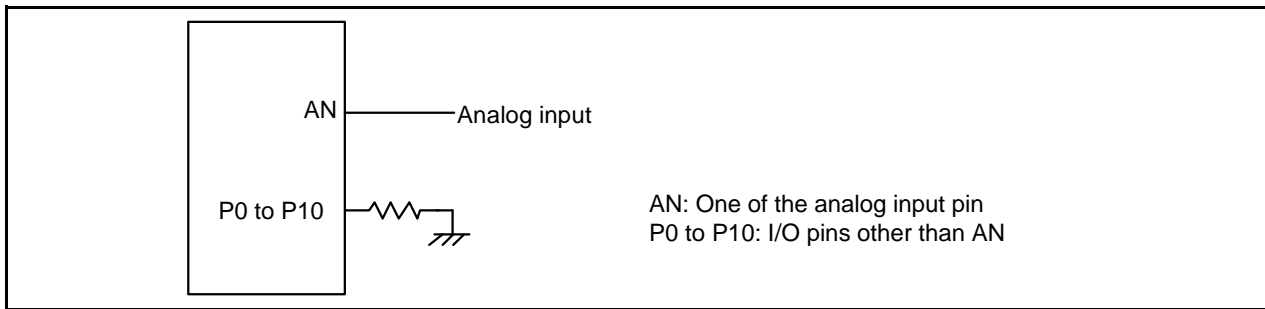 AN
Analog input
P0 to P10
AN: One of the analog input pin
P0 to P10: I/O pins other than AN